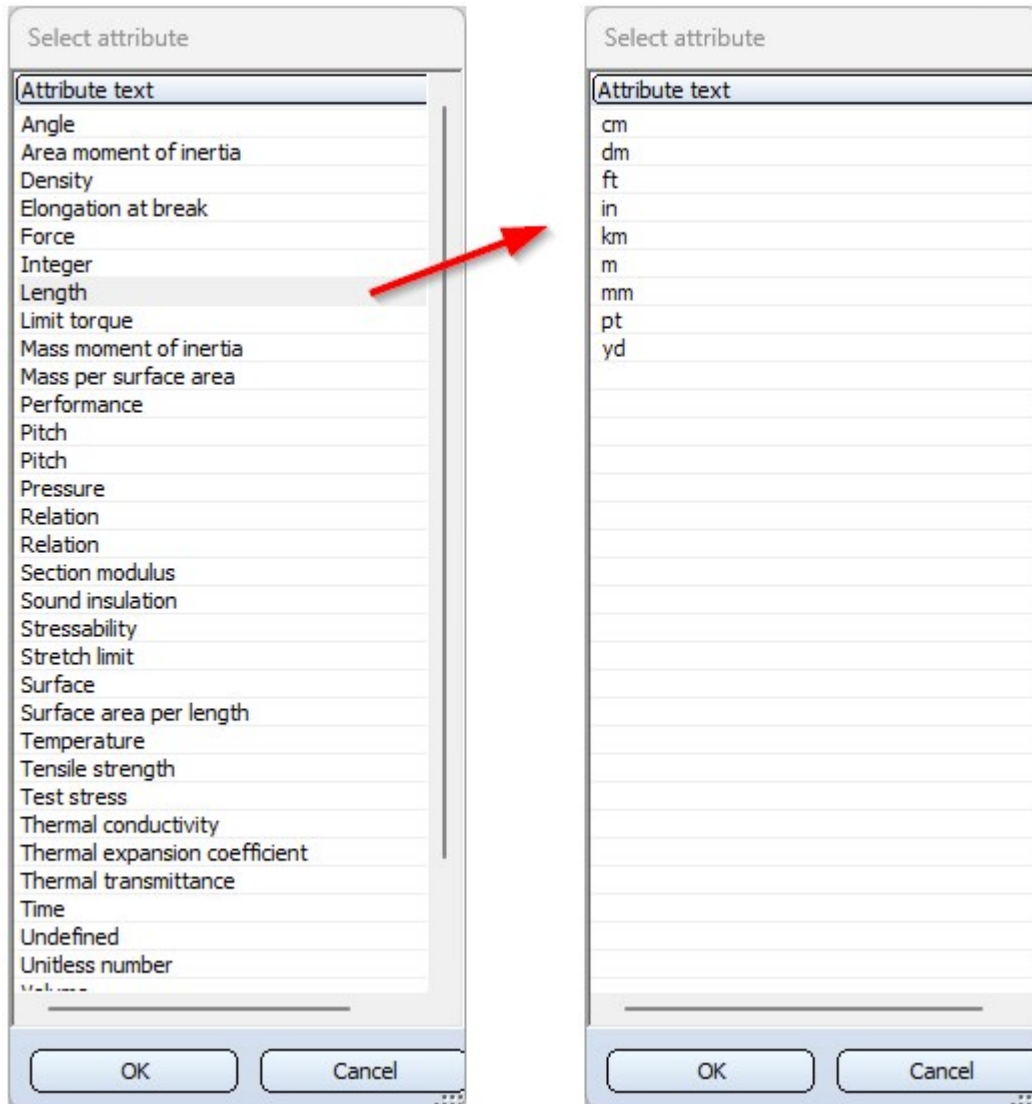 Select attribute
Attribute text
Angle
Area moment of inertia
Density
Elongation at break
Force
Integer
Length
Limit torque
Mass moment of inertia
Mass per surface area
Performance
Pitch
Pitch
Pressure
Relation
Relation
Section modulus
Sound insulation
Stressability
Stretch limit
Surface
Surface area per length
Temperature
Tensile strength
Test stress
Thermal conductivity
Thermal expansion coefficient
Thermal transmittance
Time
Undefined
Unitless number
OK Cancel
Select attribute
Attribute text
cm
dm
ft
in
km
m
mm
pt
yd
OK Cancel